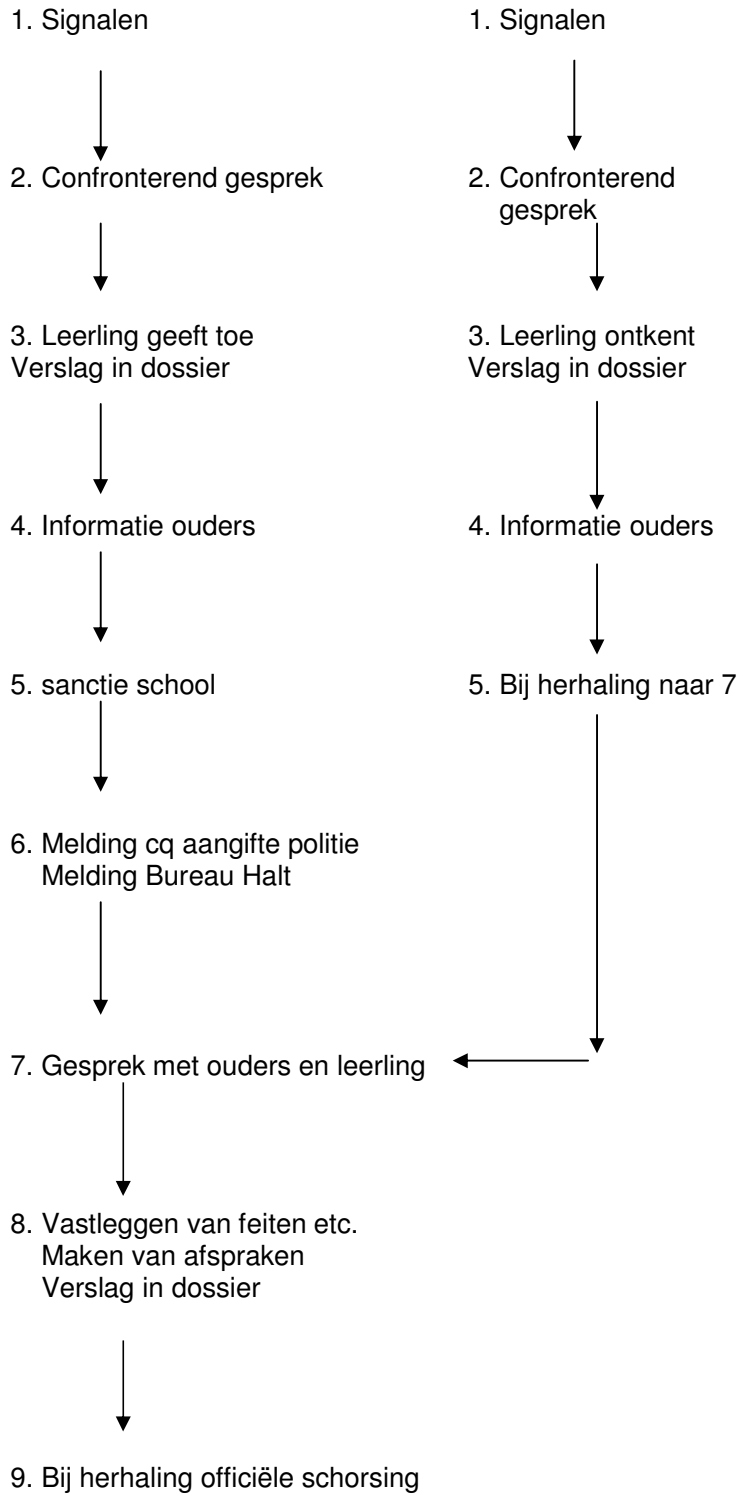 1. Signalen
2. Confronterend gesprek
3. Leerling geeft toe
Verslag in dossier
4. Informatie ouders
5. sanctie school
6. Melding cq aangifte politie
Melding Bureau Halt
7. Gesprek met ouders en leerling
8. Vastleggen van feiten etc.
Maken van afspraken
Verslag in dossier
9. Bij herhaling officiële schorsing
1. Signalen
2. Confronterend
gesprek
3. Leerling ontkent
Verslag in dossier
4. Informatie ouders
5. Bij herhaling naar 7